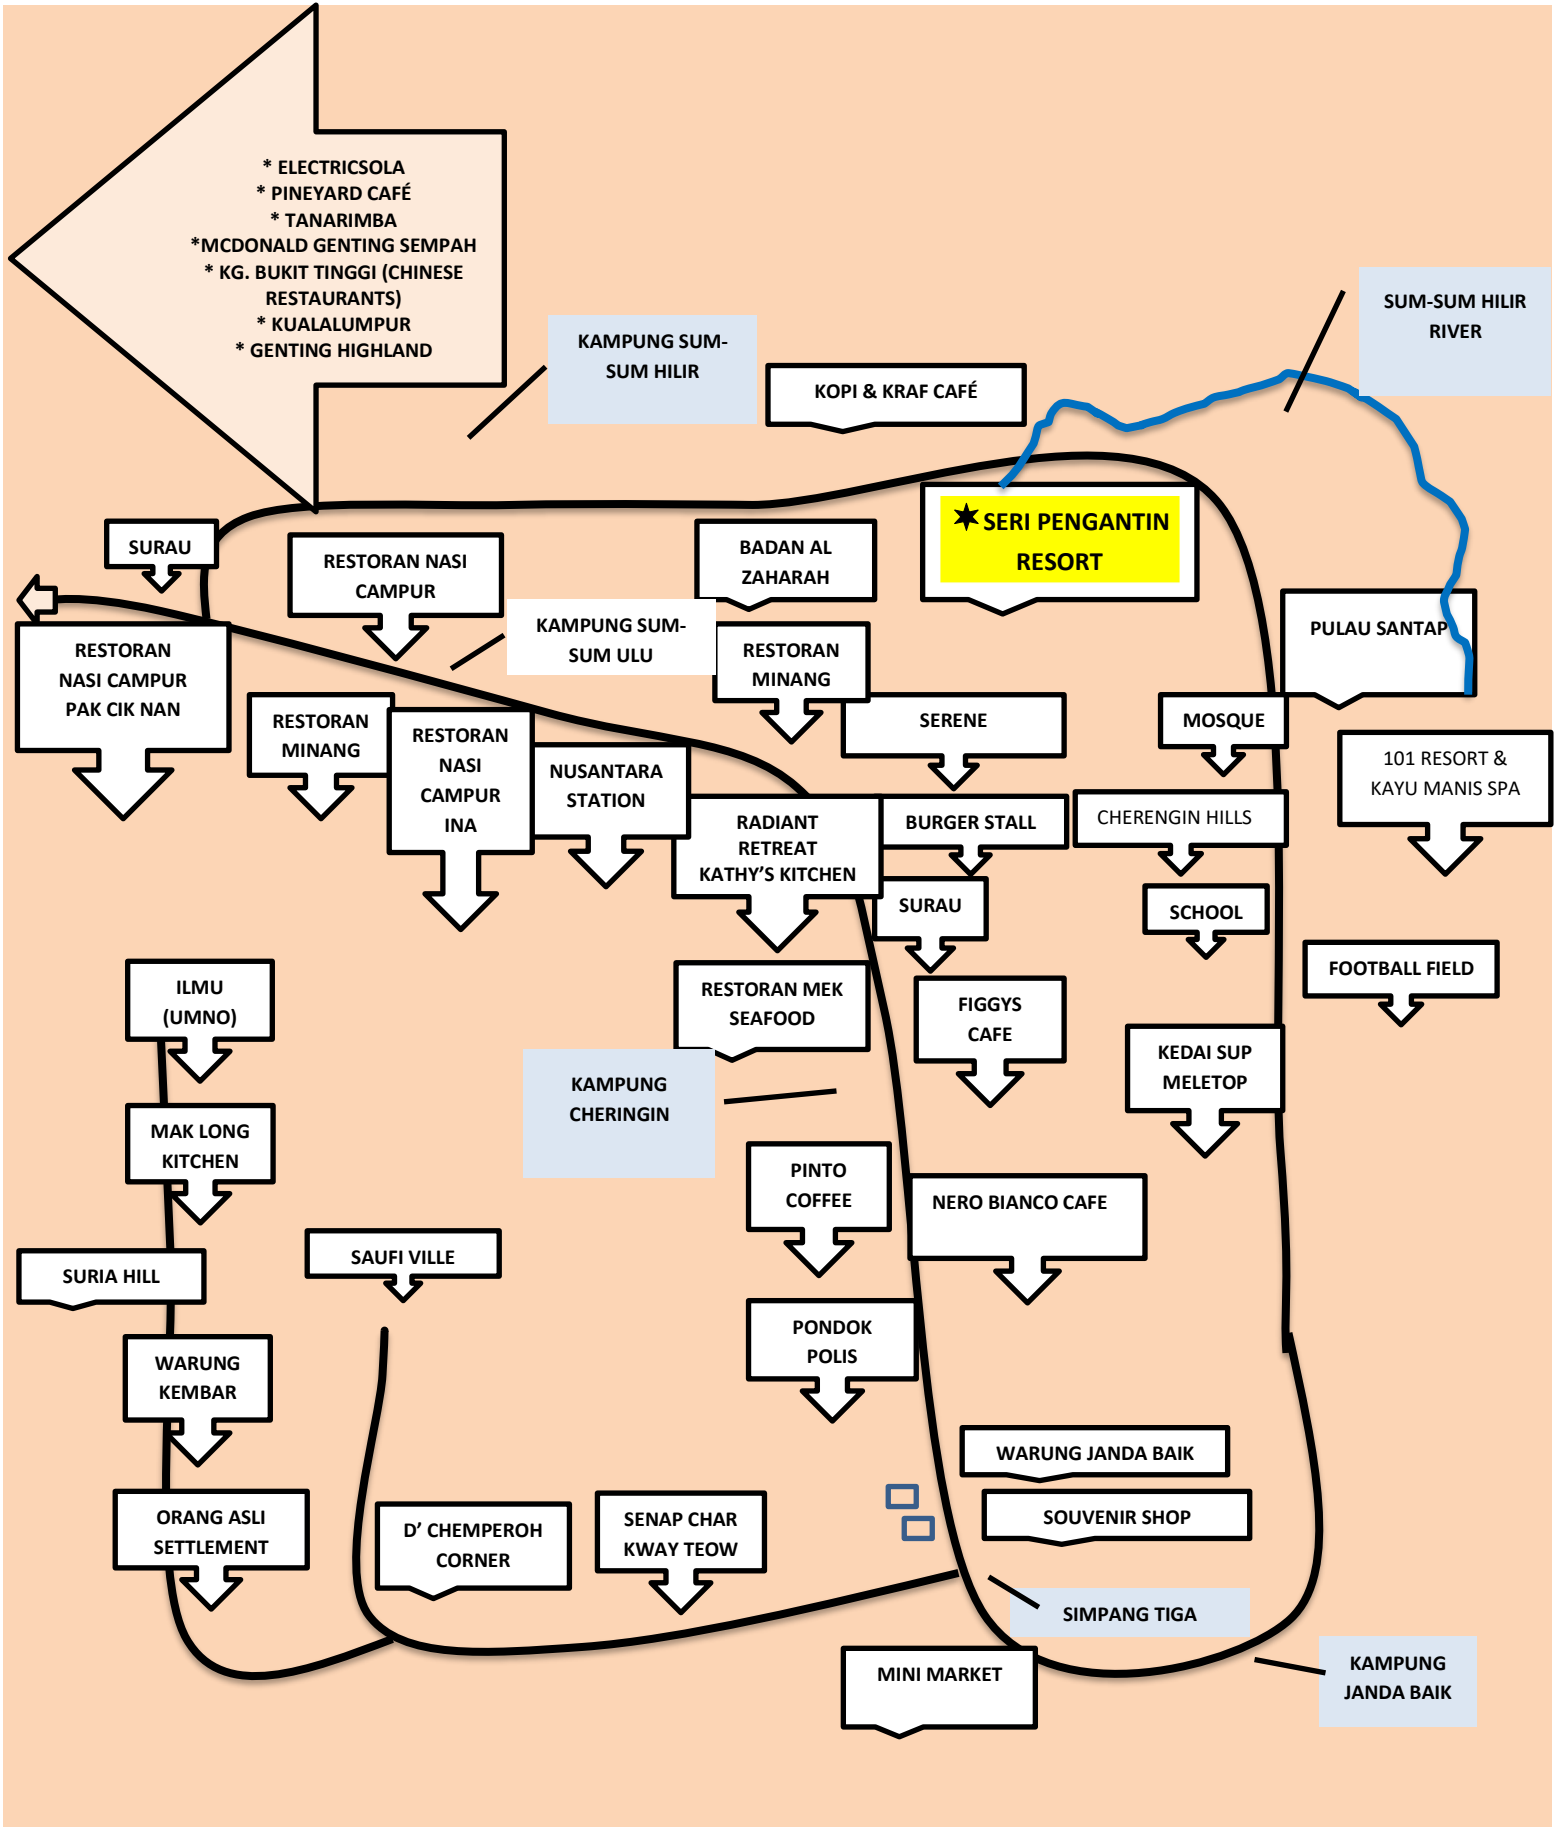 * ELECTRICSOLA
* PINEYARD CAFÉ
* TANARIMBA
*MCDONALD GENTING SEMPAH
* KG. BUKIT TINGGI (CHINESE
RESTAURANTS)
* KUALALUMPUR
* GENTING HIGHLAND
SUM-SUM HILIR
RIVER
KAMPUNG SUM-
SUM HILIR
KOPI & KRAF CAFÉ
SERI PENGANTIN
RESORT
SURAU
RESTORAN NASI
CAMPUR
BADAN AL
ZAHARAH
KAMPUNG SUM-
SUM ULU
PULAU SANTAP
RESTORAN
NASI CAMPUR
PAK CIK NAN
RESTORAN
MINANG
RESTORAN
MINANG
RESTORAN
NASI
CAMPUR
INA
SERENE
MOSQUE
NUSANTARA
STATION
101 RESORT &
KAYU MANIS SPA
RADIANT
RETREAT
KATHY'S KITCHEN
BURGER STALL
CHERENGIN HILLS
SURAU
SCHOOL
ILMU
(UMNO)
RESTORAN MEK
SEAFOOD
FIGGYS
CAFE
FOOTBALL FIELD
KEDAI SUP
MELETOP
KAMPUNG
CHERINGIN
MAK LONG
KITCHEN
PINTO
COFFEE
NERO BIANCO CAFE
SURIA HILL
SAUFI VILLE
PONDOK
POLIS
WARUNG
KEMBAR
WARUNG JANDA BAIK
ORANG ASLI
SETTLEMENT
D' CHEMPEROH
CORNER
SENAP CHAR
KWAY TEOW
SOUVENIR SHOP
SIMPANG TIGA
MINI MARKET
KAMPUNG
JANDA BAIK